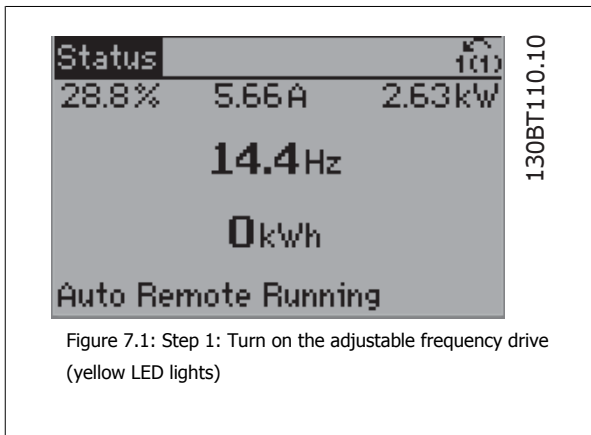 Status 1(1)
28.8% 5.66A 2.63kW
14.4Hz
0kWh
Auto Remote Running
130BT110.10
Figure 7.1: Step 1: Turn on the adjustable frequency drive
(yellow LED lights)